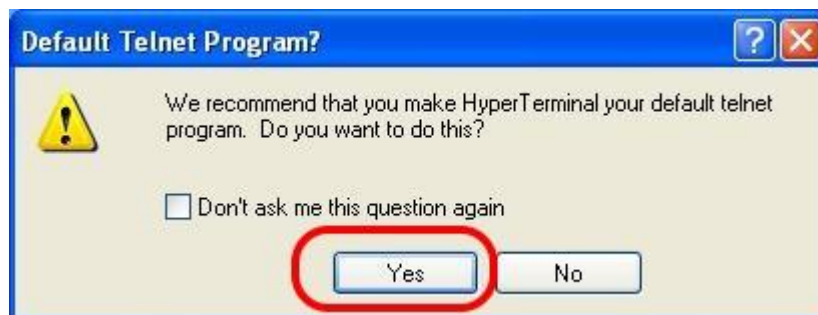 Default Telnet Program?
We recommend that you make HyperTerminal your default telnet
program. Do you want to do this?
Don't ask me this question again
Yes
No